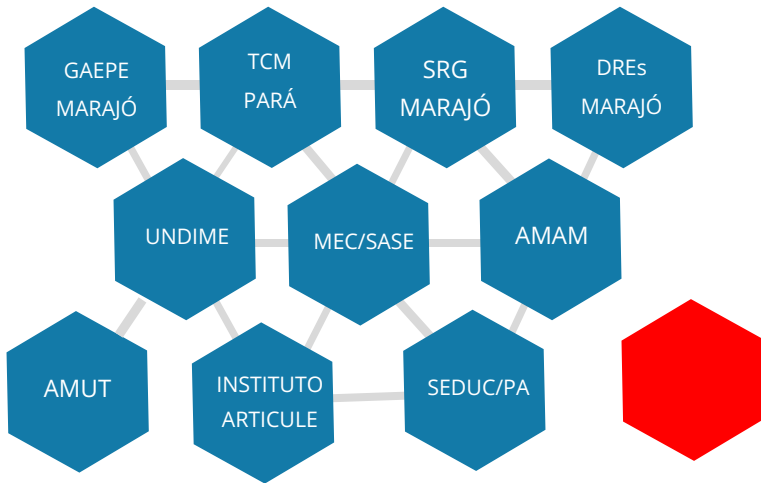 GAEPE
MARAJÓ
TCM
PARÁ
SRG
MARAJÓ
DREs
MARAJÓ
UNDIME
MEC/SASE
AMAM
AMUT
INSTITUTO
ARTICULE
SEDUC/PA